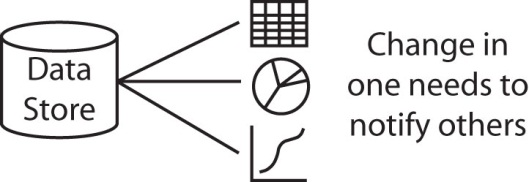 Data
Store
Change in
one needs to
notify others